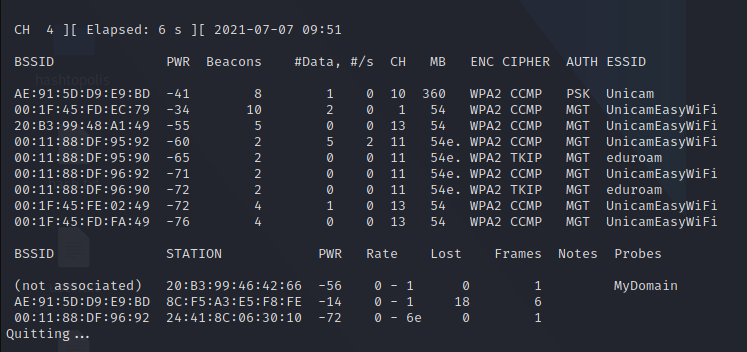 CH  4 ][ Elapsed: 6 s ][ 2021-07-07 09:51
BSSID              PWR  Beacons    #Data, #/s  CH   MB   ENC CIPHER  AUTH ESSID
hashtopolis
AE:91:5D:D9:E9:BD  -41        8        1    0  10  360   WPA2 CCMP   PSK  Unicam
00:1F:45:FD:EC:79  -34       10        2    0   1   54   WPA2 CCMP   MGT  UnicamEasyWiFi
20:B3:99:48:A1:49  -55        5        0    0  13   54   WPA2 CCMP   MGT  UnicamEasyWiFi
00:11:88:DF:95:92  -60        2        5    2  11   54e. WPA2 CCMP   MGT  UnicamEasyWiFi
00:11:88:DF:95:90  -65        2        0    0  11   54e. WPA2 TKIP   MGT  eduroam
00:11:88:DF:96:92  -71        2        0    0  11   54e. WPA2 CCMP   MGT  UnicamEasyWiFi
00:11:88:DF:96:90  -72        2        0    0  11   54e. WPA2 TKIP   MGT  eduroam
00:1F:45:FE:02:49  -72        4        1    0  13   54   WPA2 CCMP   MGT  UnicamEasyWiFi
00:1F:45:FD:FA:49  -76        4        0    0  13   54   WPA2 CCMP   MGT  UnicamEasyWiFi
BSSID              STATION            PWR   Rate    Lost    Frames  Notes  Probes
(not associated)   20:B3:99:46:42:66  -56    0 - 1      0        1         MyDomain
AE:91:5D:D9:E9:BD  8C:F5:A3:E5:F8:FE  -14    0 - 1     18        6
00:11:88:DF:96:92  24:41:8C:06:30:10  -72    0 - 6e     0        1
Quitting...